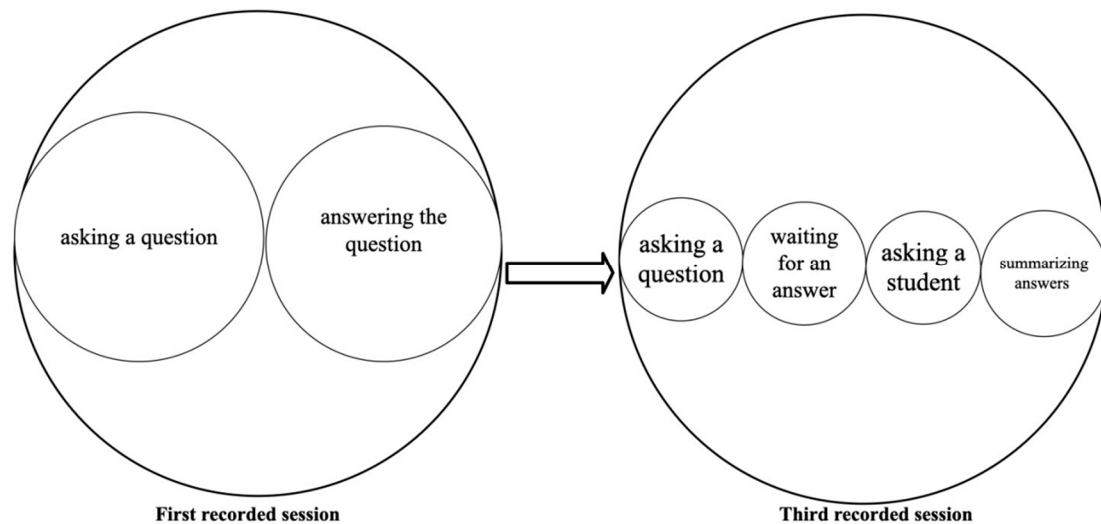 asking a question
answering the
question
First recorded session
asking a
question
waiting
for an
answer
asking a
student
summarizing
answers
Third recorded session